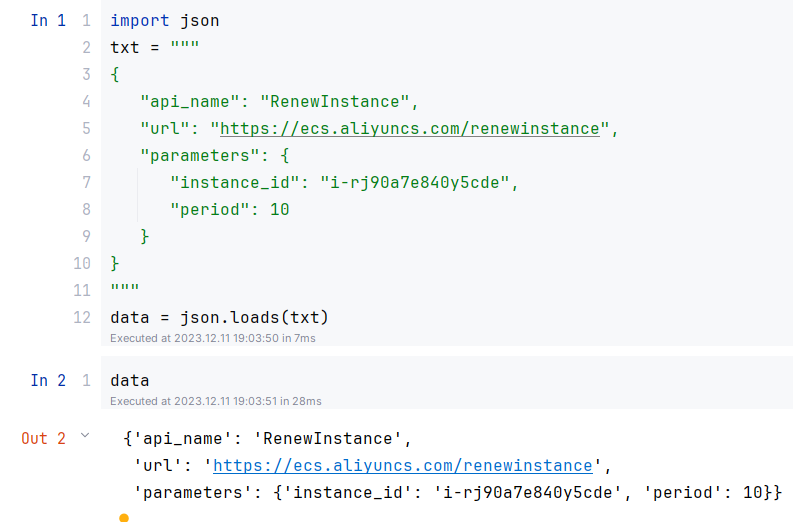 In 1 1 import json
2 txt = """
3 {
4 "api_name": "RenewInstance",
5 "url": "https://ecs.aliyuncs.com/renewinstance",
6 "parameters": {
7 "instance_id": "i-rj90a7e840y5cde",
8 "period": 10
9 }
10 }
11 """
12 data = json.loads(txt)
Executed at 2023.12.11 19:03:50 in 7ms
In 2 1 data
Executed at 2023.12.11 19:03:51 in 28ms
Out 2 {'api_name': 'RenewInstance',
'url': 'https://ecs.aliyuncs.com/renewinstance',
'parameters': {'instance_id': 'i-rj90a7e840y5cde', 'period': 10}}